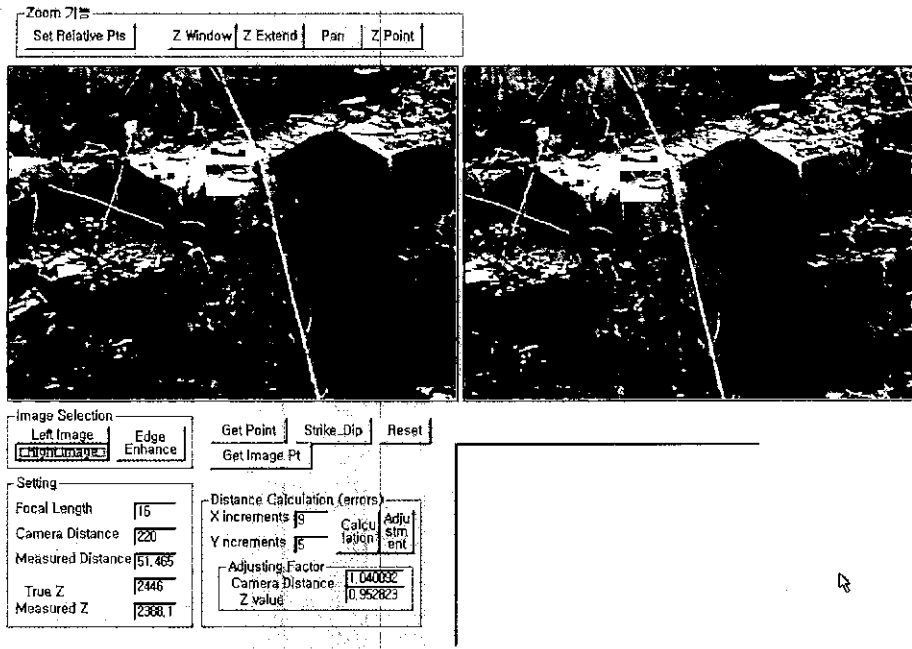 Zoom 기능
Set Relative Pts Z Window Z Extend Pan Z Point
Image Selection
Left Image
Right Image
Edge
Enhance
Get Point Strike_Dip Reset
Get Image Pt
Setting
Focal Length 16
Camera Distance 220
Measured Distance 51,465
True Z 2446
Measured Z 2388,1
Distance Calculation (errors)
X increments 9
Y ncrements 5
Calcu
lation
Adju
stm
ent
Adjusting Factor
Camera Distance 1,040092
Z value 0,952823